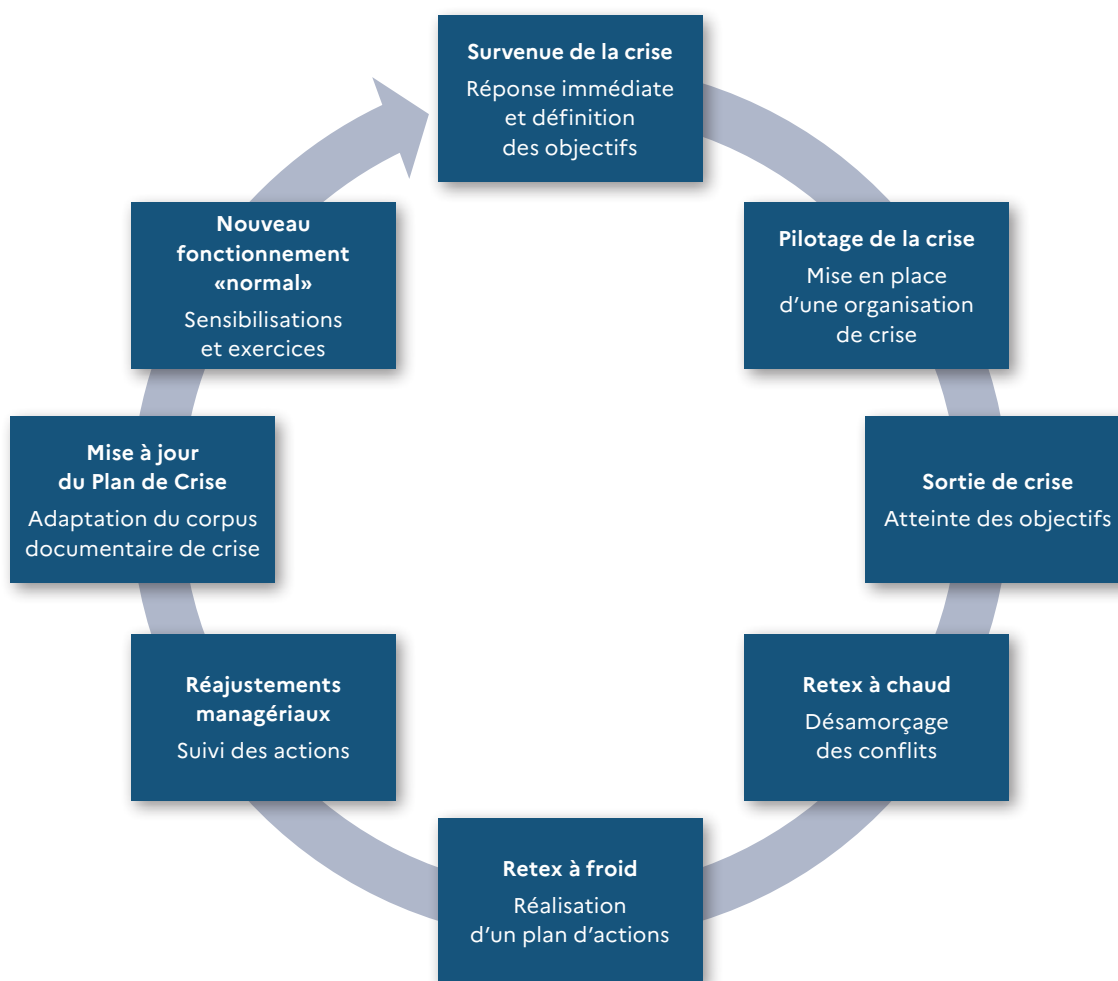 Survenue de la crise
Réponse immédiate
et définition
des objectifs
Pilotage de la crise
Mise en place
d’une organisation
de crise
Sortie de crise
Atteinte des objectifs
Retex à chaud
Désamorçage
des conflits
Retex à froid
Réalisation
d’un plan d’actions
Réajustements
managériaux
Suivi des actions
Mise à jour
du Plan de Crise
Adaptation du corpus
documentaire de crise
Nouveau
fonctionnement
«normal»
Sensibilisations
et exercices